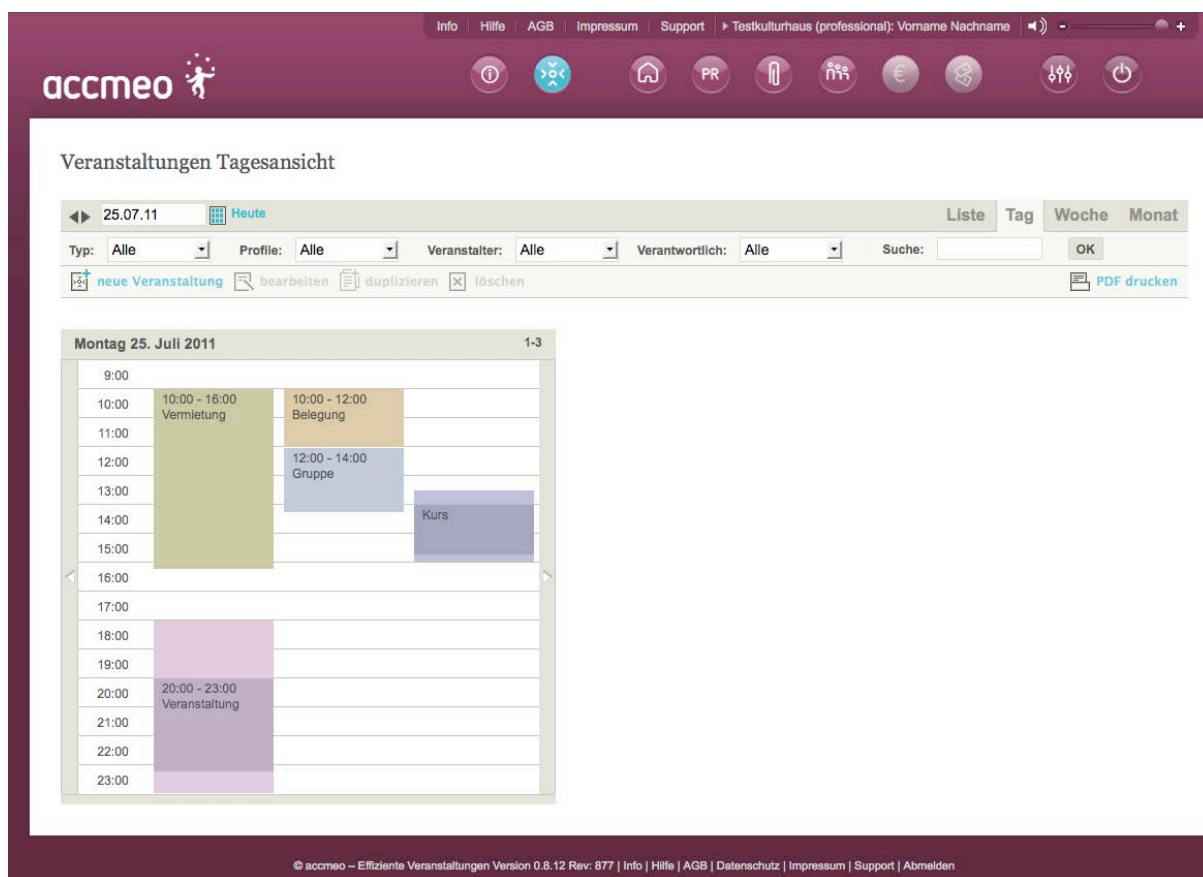 Info Hilfe AGB Impressum Support Testkulturhaus (professional): Vorname Nachname - +
accmeo
PR €
Veranstaltungen Tagesansicht
25.07.11 Heute Liste Tag Woche Monat
Typ: Alle Profile: Alle Veranstalter: Alle Verantwortlich: Alle Suche: OK
neue Veranstaltung bearbeiten duplizieren löschen PDF drucken
Montag 25. Juli 2011 1-3
9:00
10:00 10:00 - 16:00 10:00 - 12:00
Vermietung Belegung
11:00
12:00 12:00 - 14:00
Gruppe
13:00
14:00 Kurs
15:00
16:00
17:00
18:00
19:00
20:00 20:00 - 23:00
Veranstaltung
21:00
22:00
23:00
© accmeo – Effiziente Veranstaltungen Version 0.8.12 Rev: 877 | Info | Hilfe | AGB | Datenschutz | Impressum | Support | Abmelden